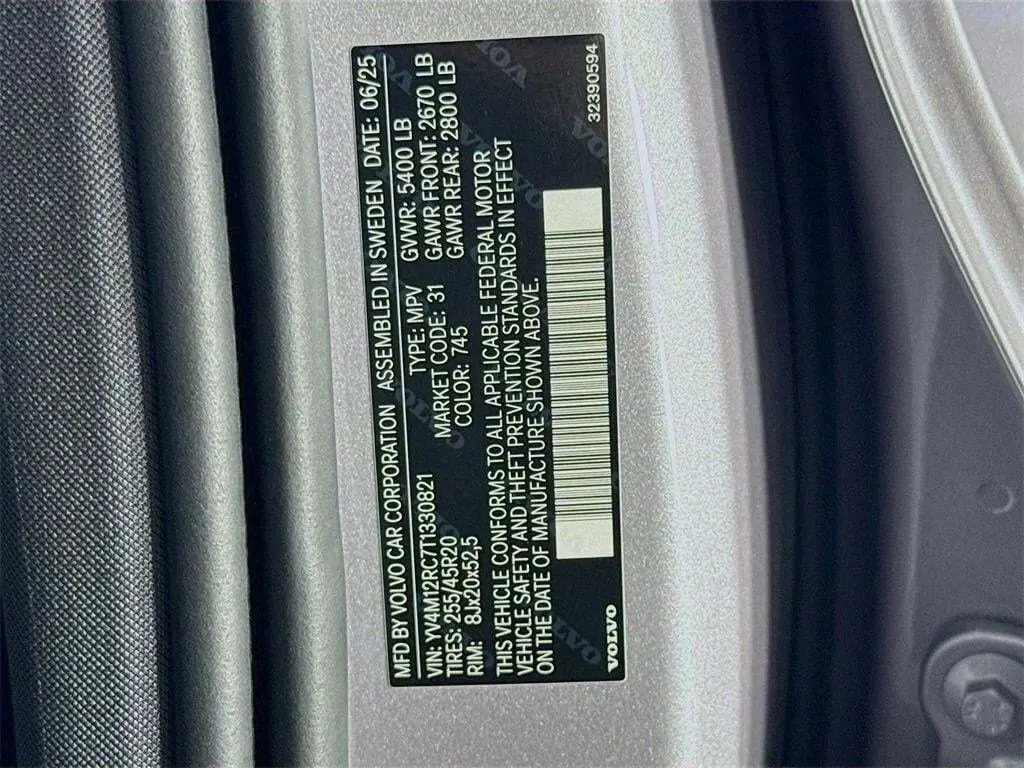 MFD BY VOLVO CAR CORPORATION ASSEMBLED IN SWEDEN DATE: 06/25
VIN: YV4M12RC7T1330821 TYPE: MPV GVWR: 5400 LB
TIRES: 255/45R20 MARKET CODE: 31 GAWR FRONT: 2670 LB
RIM: 8Jx20x52,5 COLOR: 745 GAWR REAR: 2800 LB
THIS VEHICLE CONFORMS TO ALL APPLICABLE FEDERAL MOTOR
VEHICLE SAFETY AND THEFT PREVENTION STANDARDS IN EFFECT
ON THE DATE OF MANUFACTURE SHOWN ABOVE.
VOLVO 32390594